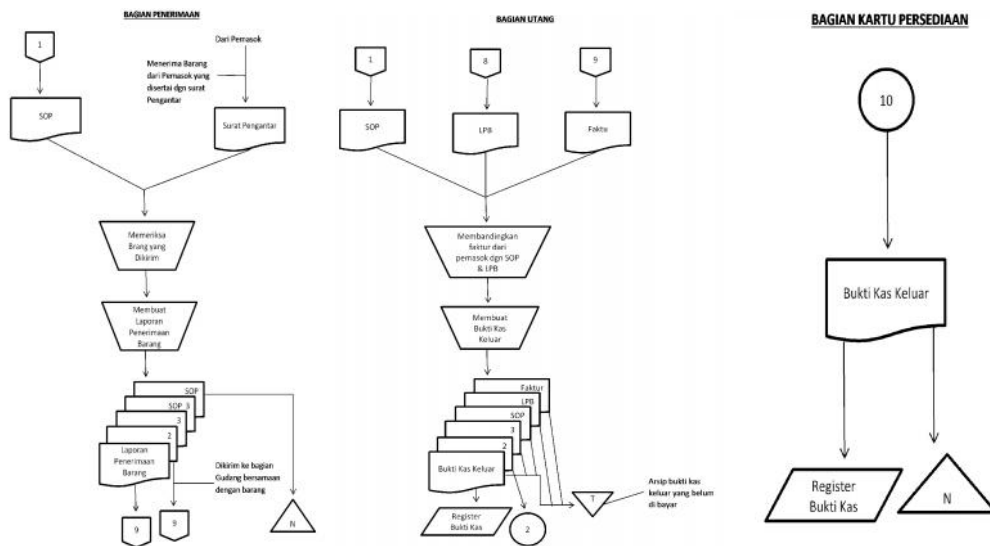 BAGIAN PENERIMAAN
1
Dari Pemasok
Menerima Barang
dari Pemasok yang
disertai dgn surat
Pengantar
SOP
Surat Pengantar
Memeriksa
Brang yang
Dikirim
Membuat
Laporan
Penerimaan
Barang
SOP
SOP 3
3
2
Laporan
Penerimaan
Barang
Dikirim ke bagian
Gudang bersamaan
dengan barang
9
9
N
BAGIAN UTANG
1
8
9
SOP
LPB
Faktu
Membandingkan
faktur dari
pemasok dgn SOP
& LPB
Membuat
Bukti Kas
Keluar
Faktur
LPB
SOP
3
2
Bukti Kas Keluar
Register
Bukti Kas
2
T
Arsip bukti kas
keluar yang belum
di bayar
BAGIAN KARTU PERSEDIAAN
10
Bukti Kas Keluar
Register
Bukti Kas
N